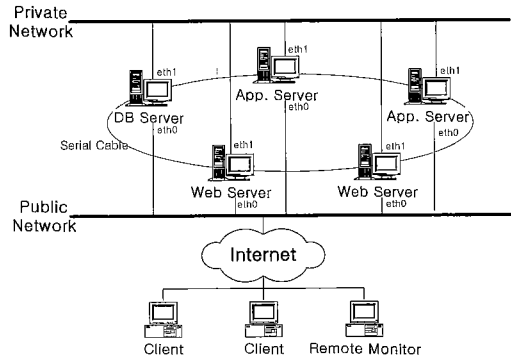 Private
Network
eth1
eth1
eth1
DB Server
App. Server
App. Server
eth0
eth0
eth0
Serial Cable
eth1
eth1
Web Server
Web Server
eth0
eth0
Public
Network
Internet
Client
Client
Remote Monitor